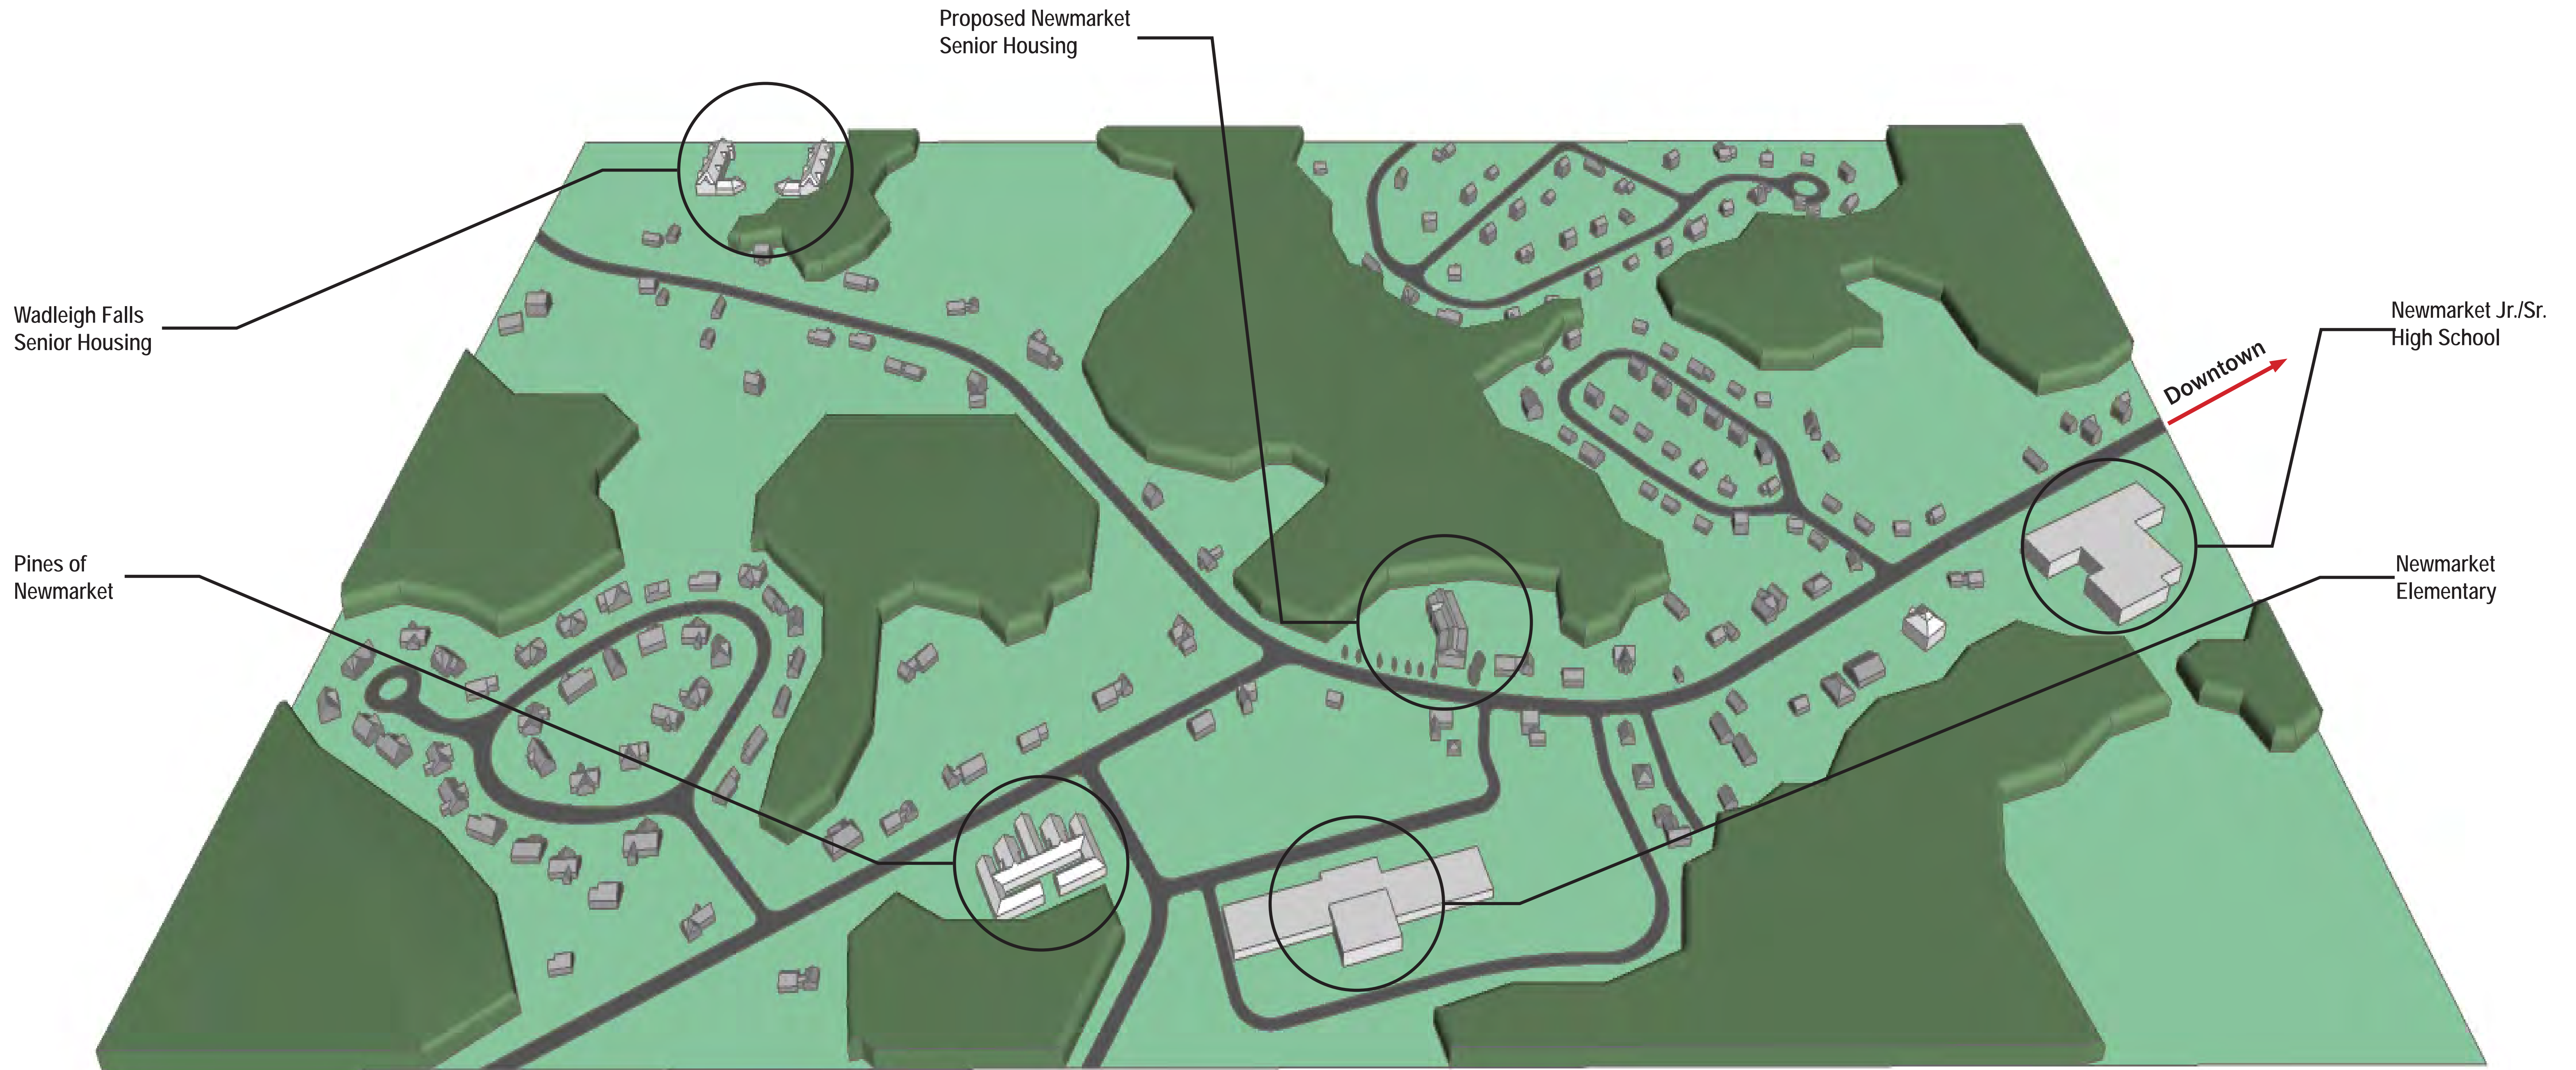 Proposed Newmarket
Senior Housing
Wadleigh Falls
Senior Housing
Newmarket Jr./Sr.
High School
Downtown
Pines of
Newmarket
Newmarket
Elementary